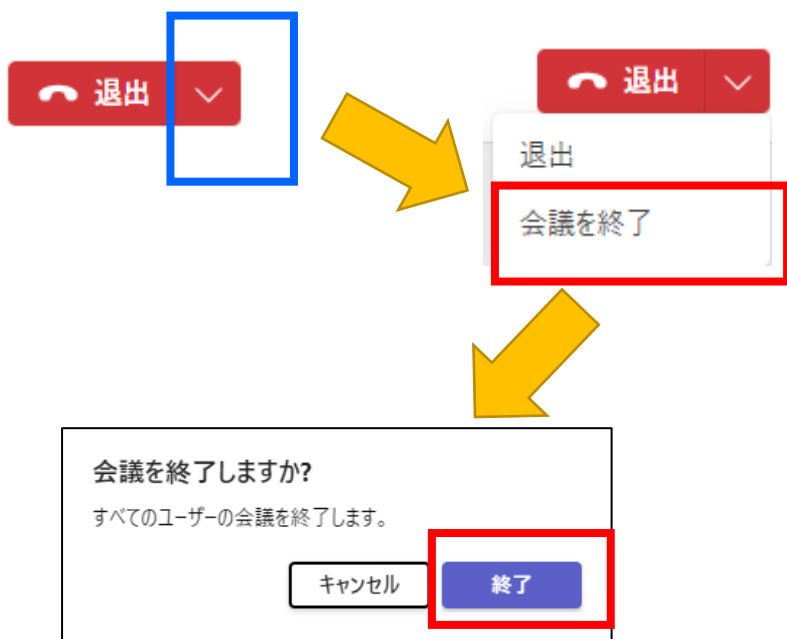 退出
退出
退出
会議を終了
会議を終了しますか?
すべてのユーザーの会議を終了します。
キャンセル
終了